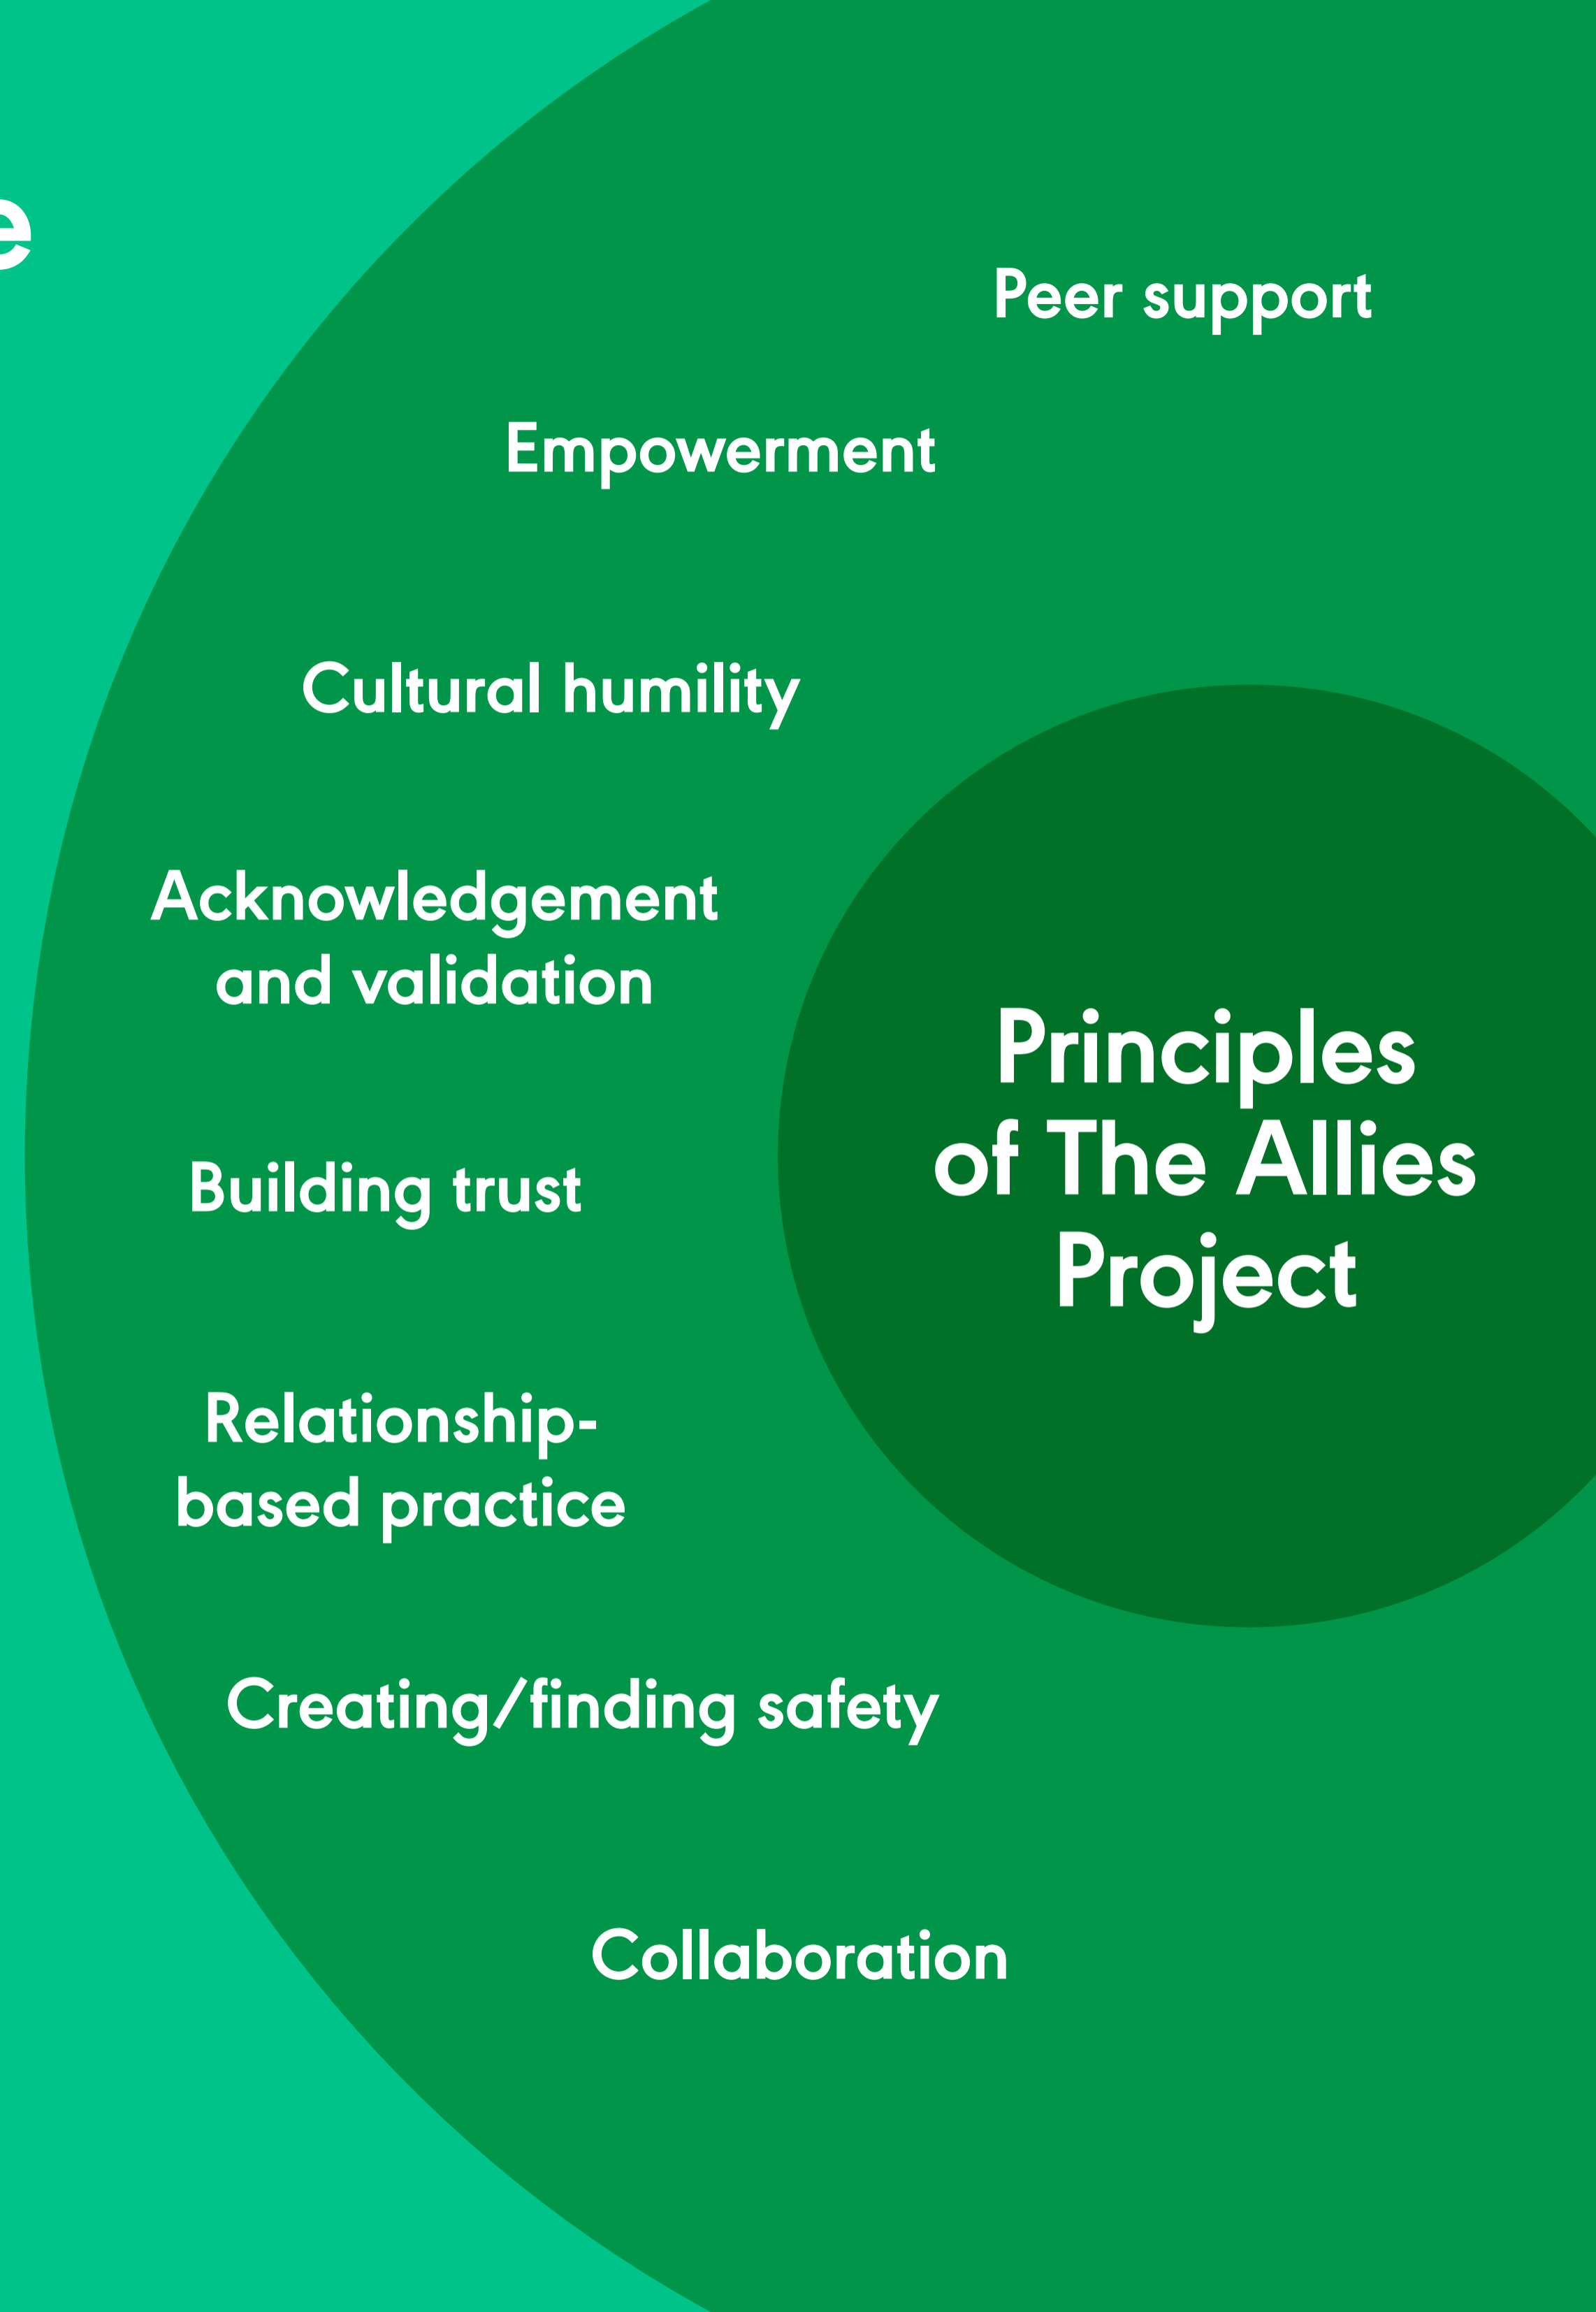 e
Peer support
Empowerment
Cultural humility
Acknowledgement
and validation
Principles
of The Allies
Project
Building trust
Relationship-
based practice
Creating/finding safety
Collaboration